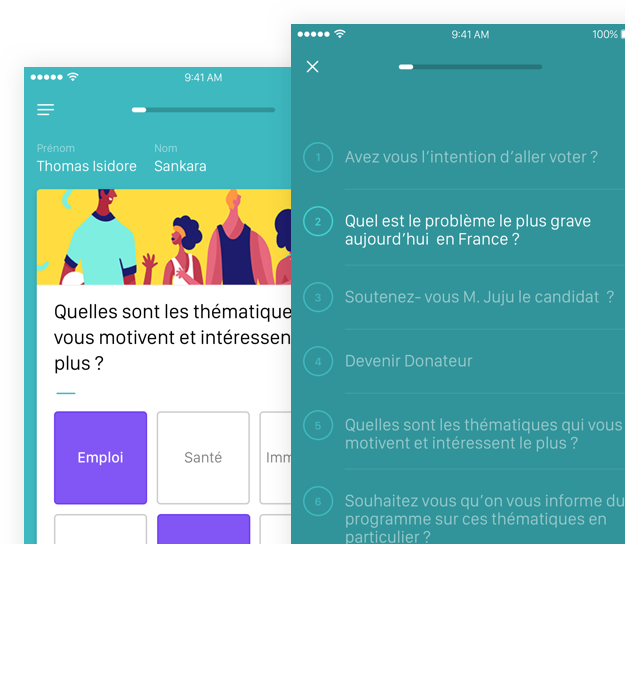 9:41 AM
Prénom
Nom
Thomas Isidore
Sankara
Quelles sont les thématique
vous motivent et intéressen
plus ?
Emploi
Santé
Imm
9:41 AM
100%
1
Avez vous l'intention d'aller voter ?
2
Quel est le problème le plus grave
aujourd'hui en France ?
3
Soutenez- vous M. Juju le candidat ?
4
Devenir Donateur
5
Quelles sont les thématiques qui vous
motivent et intéressent le plus ?
6
Souhaitez vous qu'on vous informe du
programme sur ces thématiques en
particulier ?